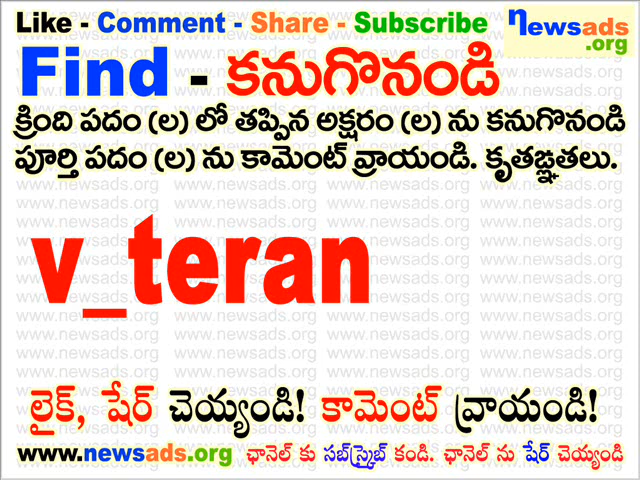 Like - Comment - Share - Subscribe
newsads
.org
Find - కనుగొనండి
క్రింది పదం (ల) లో తప్పిన అక్షరం (ల) ను కనుగొనండి
పూర్తి పదం (ల) ను కామెంట్ వ్రాయండి. కృతజ్ఞతలు.
v_teran
లైక్, షేర్ చెయ్యండి! కామెంట్ వ్రాయండి!
www.newsads.org ఛానెల్ కు సబ్‌స్క్రైబ్ కండి. ఛానెల్ ను షేర్ చెయ్యండి